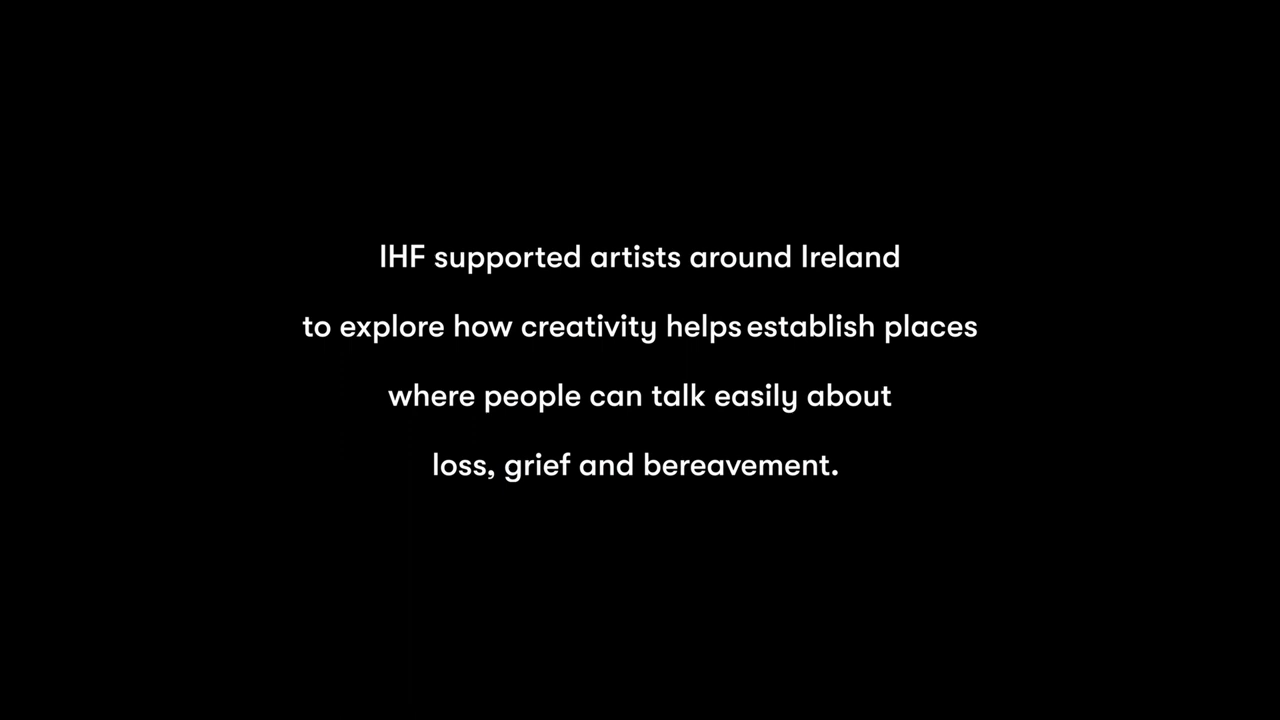 IHF supported artists around Ireland
to explore how creativity helps establish places
where people can talk easily about
loss, grief and bereavement.